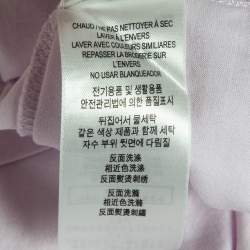 CHAUD NE PAS NETTOYER À SEC
LAVER À L'ENVERS
LAVER AVEC COULEURS SIMILAIRES
REPASSER LA BRODERIE SUR
L'ENVERS
NO USAR BLANQUEADOR
전기용품 및 생활용품
안전관리법에 의한 품질표시
뒤집어서 물세탁
같은 색상 제품과 함께 세탁
자수 부위 뒷면에 다림질
反面洗涤
相近色洗涤
反面熨烫刺绣
反面洗滌
相近色洗滌
反面熨燙刺繡